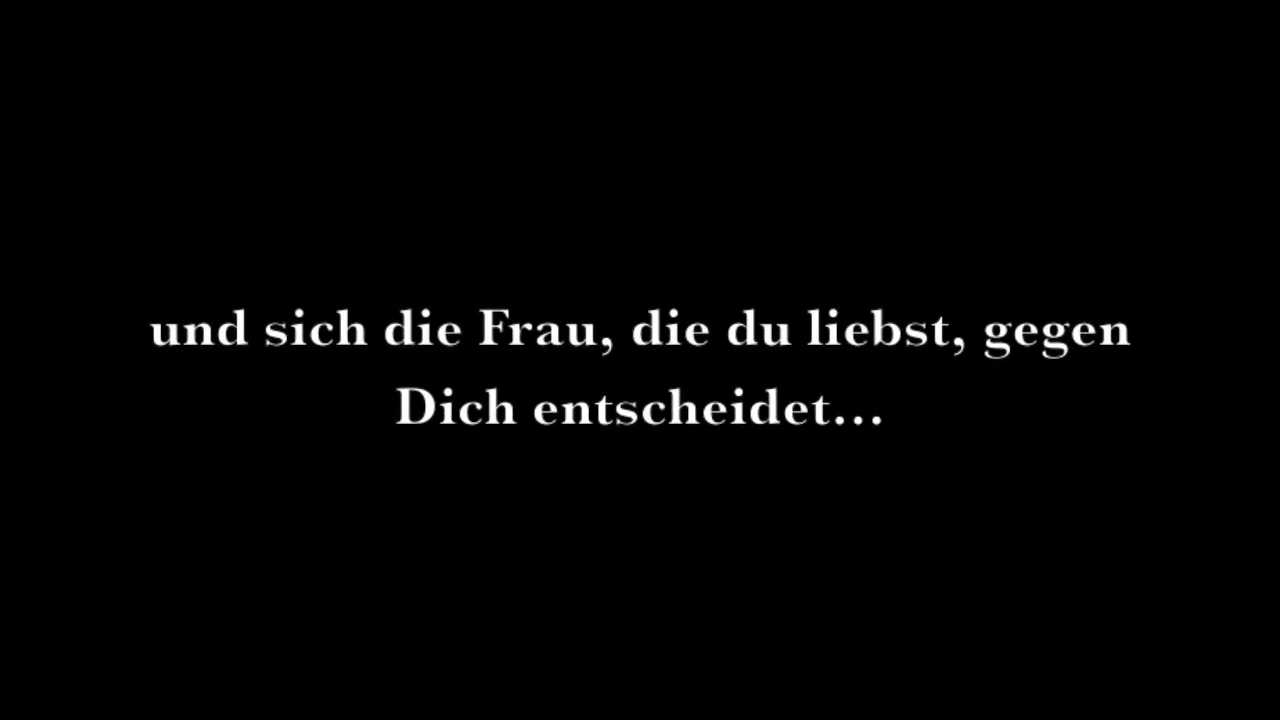 und sich die Frau, die du liebst, gegen
Dich entscheidet...